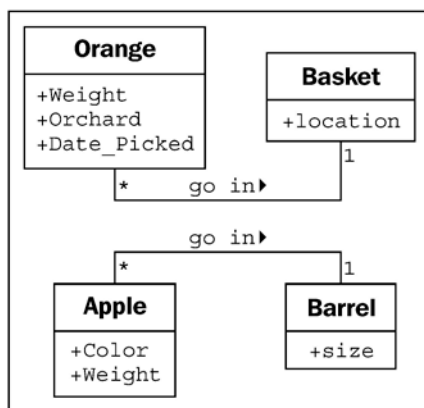 Orange
+Weight
+Orchard
+Date_Picked
Basket
+location
* go in 1
* go in 1
Apple
+Color
+Weight
Barrel
+size